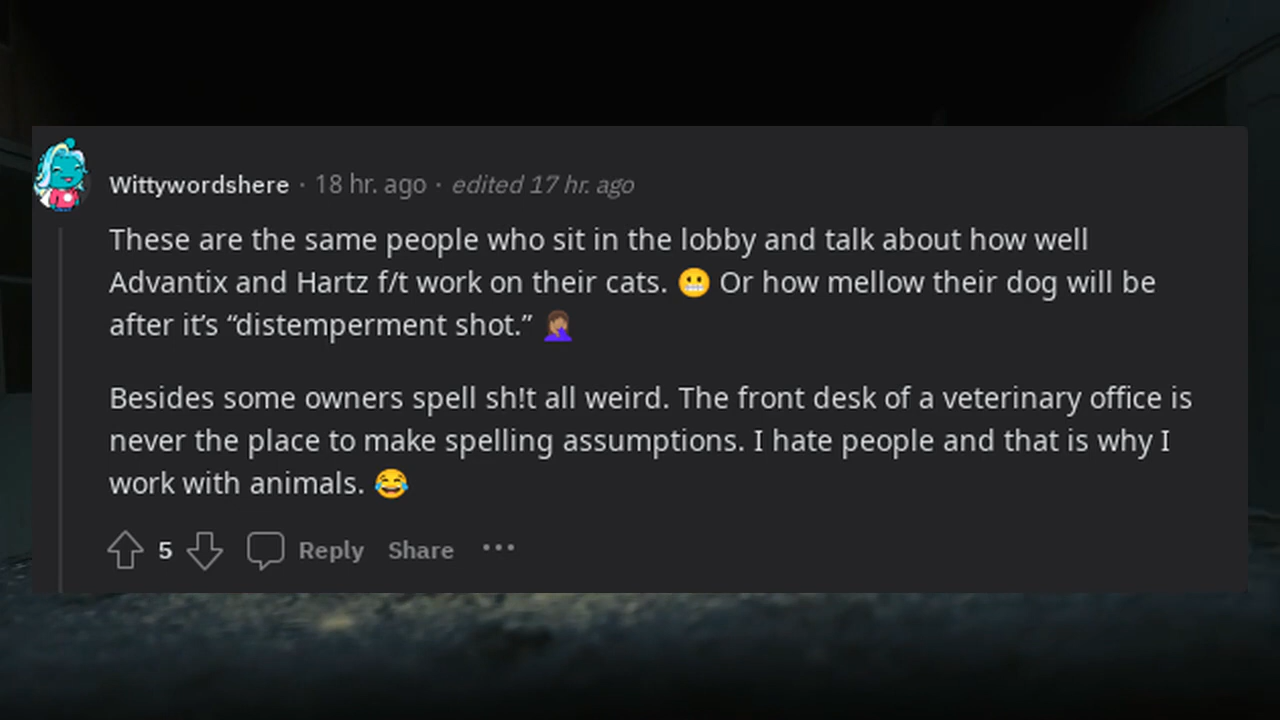 Wittywordshere · 18 hr. ago · edited 17 hr. ago
These are the same people who sit in the lobby and talk about how well
Advantix and Hartz f/t work on their cats. 😬 Or how mellow their dog will be
after it’s “distemperment shot.” 🤦🏽‍♀️
Besides some owners spell sh!t all weird. The front desk of a veterinary office is
never the place to make spelling assumptions. I hate people and that is why I
work with animals. 😂
5 Reply Share ···